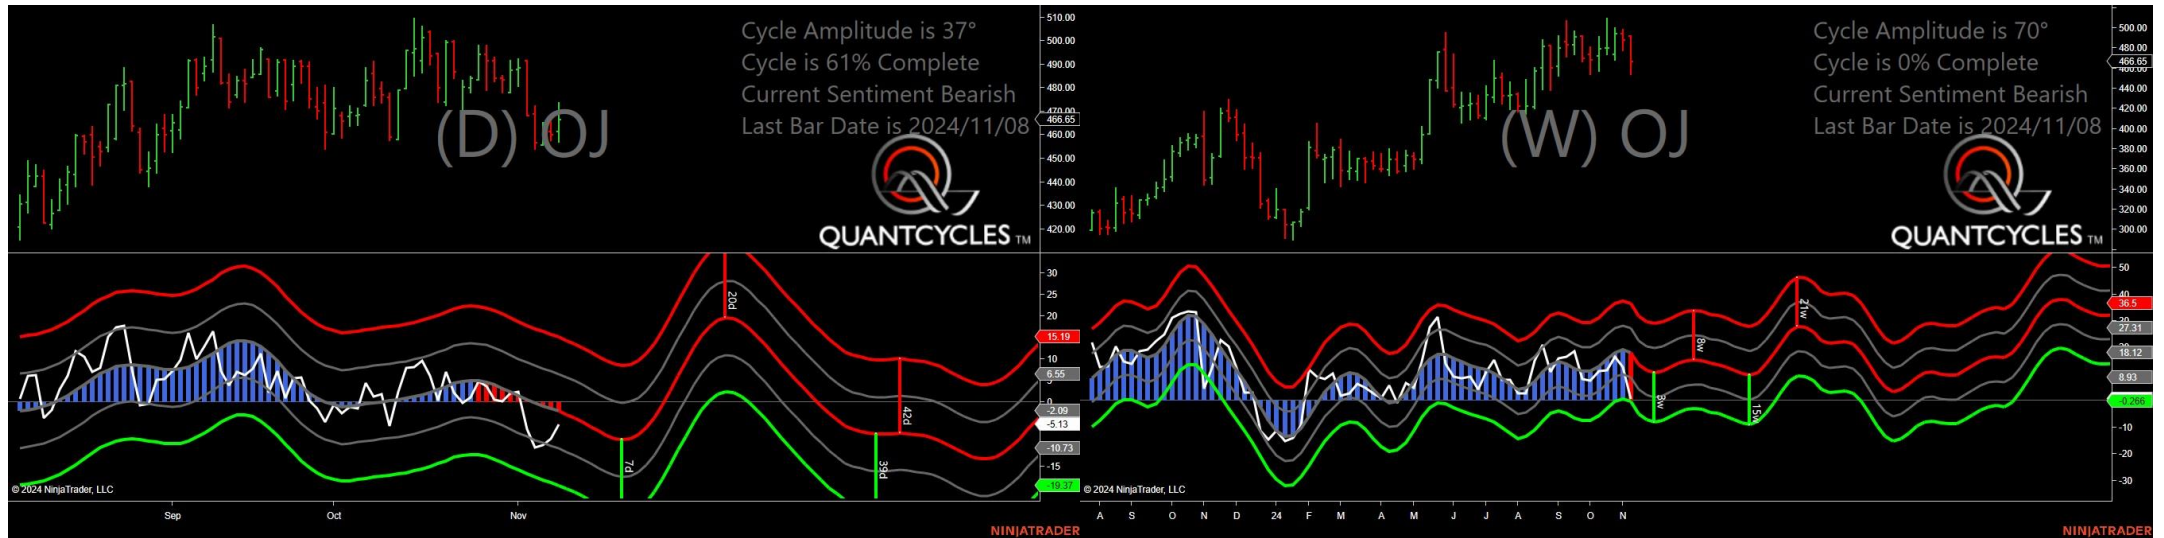 Cycle Amplitude is 37°
Cycle is 61% Complete
Current Sentiment Bearish
Last Bar Date is 2024/11/08
(D) OJ
QUANTCYCLES TM
510.00
500.00
490.00
480.00
470.00
466.65
460.00
450.00
440.00
430.00
420.00
30
25
20
15.19
10
6.55
5
0
-2.09
-5.13
-10.73
-15
-19.37
20d
7d
39d
42d
© 2024 NinjaTrader, LLC
Sep
Oct
Nov
NINJATRADER
Cycle Amplitude is 70°
Cycle is 0% Complete
Current Sentiment Bearish
Last Bar Date is 2024/11/08
(W) OJ
QUANTCYCLES TM
500.00
480.00
466.65
460.00
440.00
420.00
400.00
380.00
360.00
340.00
320.00
300.00
50
40
36.5
27.31
18.12
8.93
-0.266
-10
-20
-30
8w
21w
© 2024 NinjaTrader, LLC
A
S
O
N
D
24
F
M
A
M
J
J
A
S
O
N
NINJATRADER